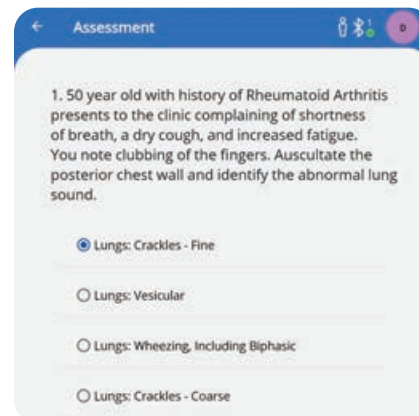 Assessment
1
D
1. 50 year old with history of Rheumatoid Arthritis
presents to the clinic complaining of shortness
of breath, a dry cough, and increased fatigue.
You note clubbing of the fingers. Auscultate the
posterior chest wall and identify the abnormal lung
sound.
Lungs: Crackles - Fine
Lungs: Vesicular
Lungs: Wheezing, Including Biphasic
Lungs: Crackles - Coarse